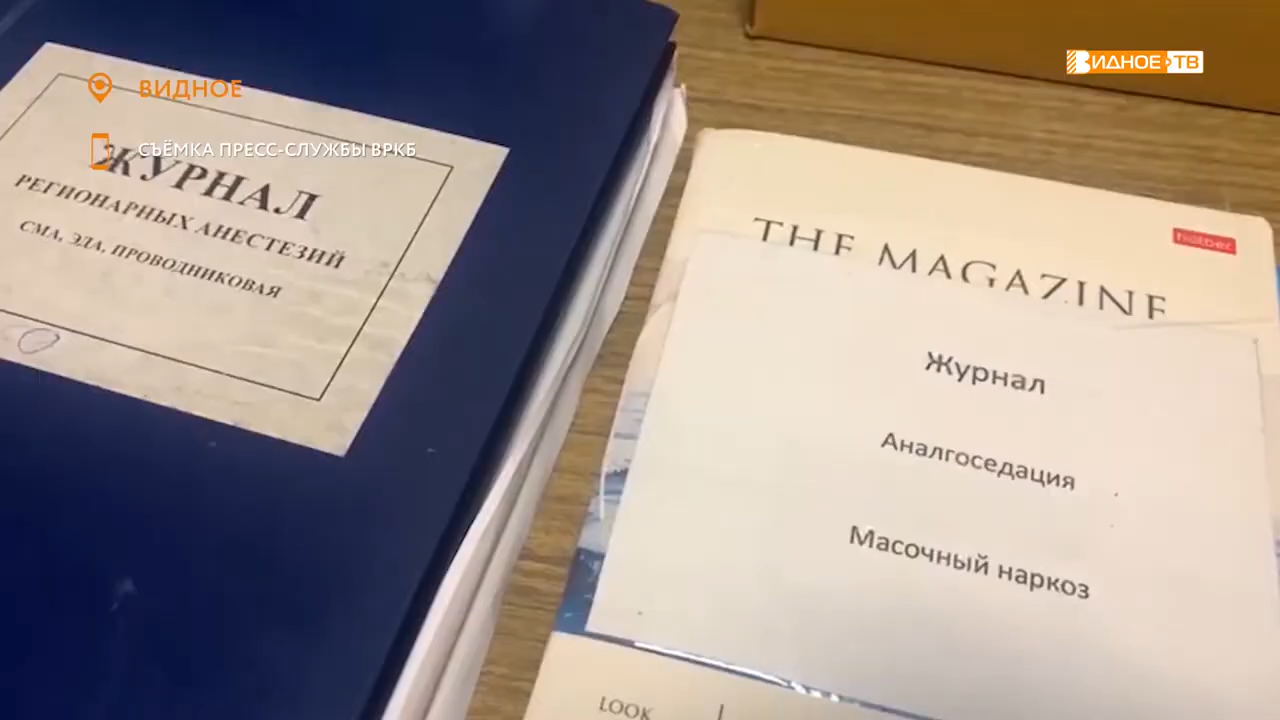 ВИДНОЕ
СЪЁМКА ПРЕСС-СЛУЖБЫ ВРКБ
ВИДНОЕ ТВ
ЖУРНАЛ
РЕГИОНАРНЫХ АНЕСТЕЗИЙ
СМА, ЭДА, ПРОВОДНИКОВАЯ
THE MAGAZINE
Журнал
Аналгоседация
Масочный наркоз
LOOK